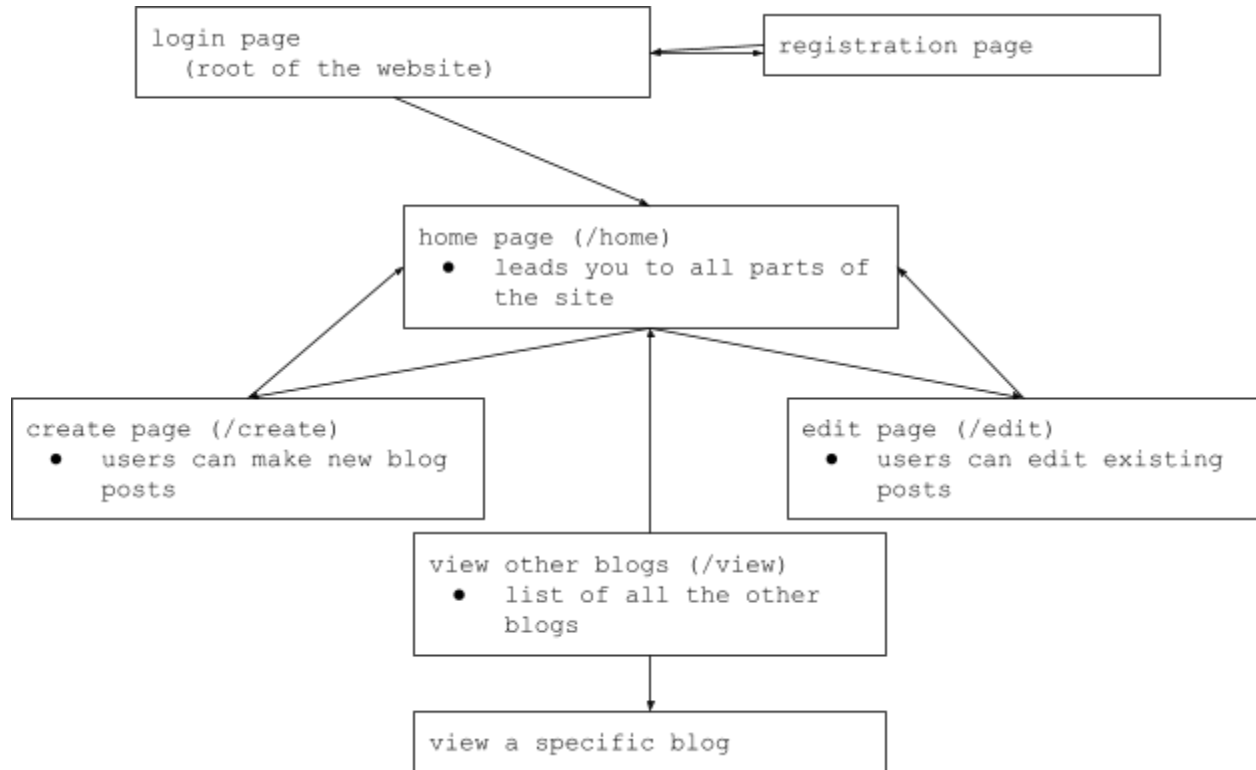 login page
(root of the website)
registration page
home page (/home)
● leads you to all parts of
the site
create page (/create)
● users can make new blog
posts
edit page (/edit)
● users can edit existing
posts
view other blogs (/view)
● list of all the other
blogs
view a specific blog